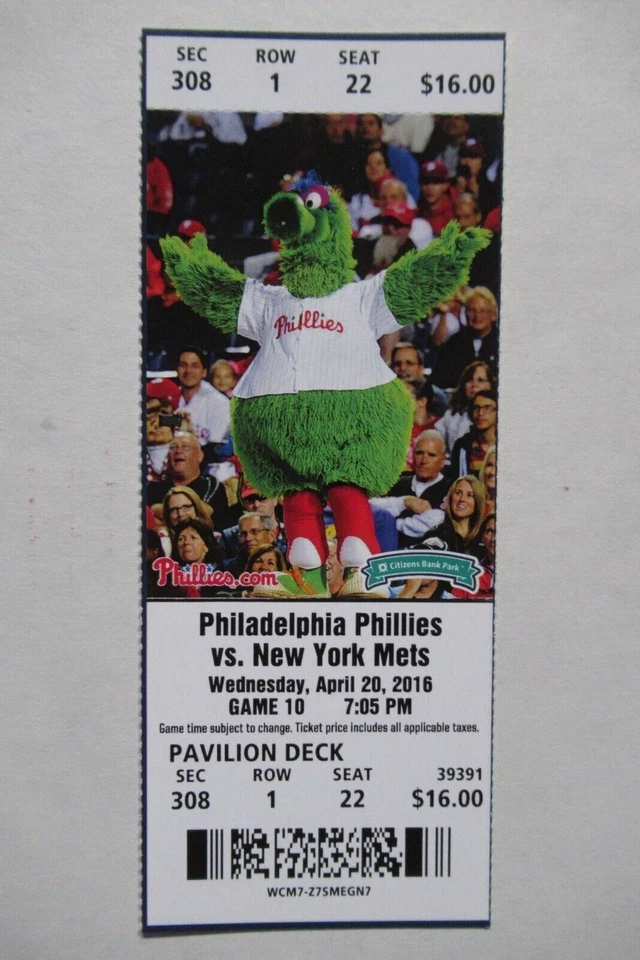 SEC ROW SEAT
308 1 22 $16.00
Phillies
Phillies.com
Citizens Bank Park™
Philadelphia Phillies
vs. New York Mets
Wednesday, April 20, 2016
GAME 10 7:05 PM
Game time subject to change. Ticket price includes all applicable taxes.
PAVILION DECK
SEC ROW SEAT 39391
308 1 22 $16.00
WCM7-Z7SMEGN7